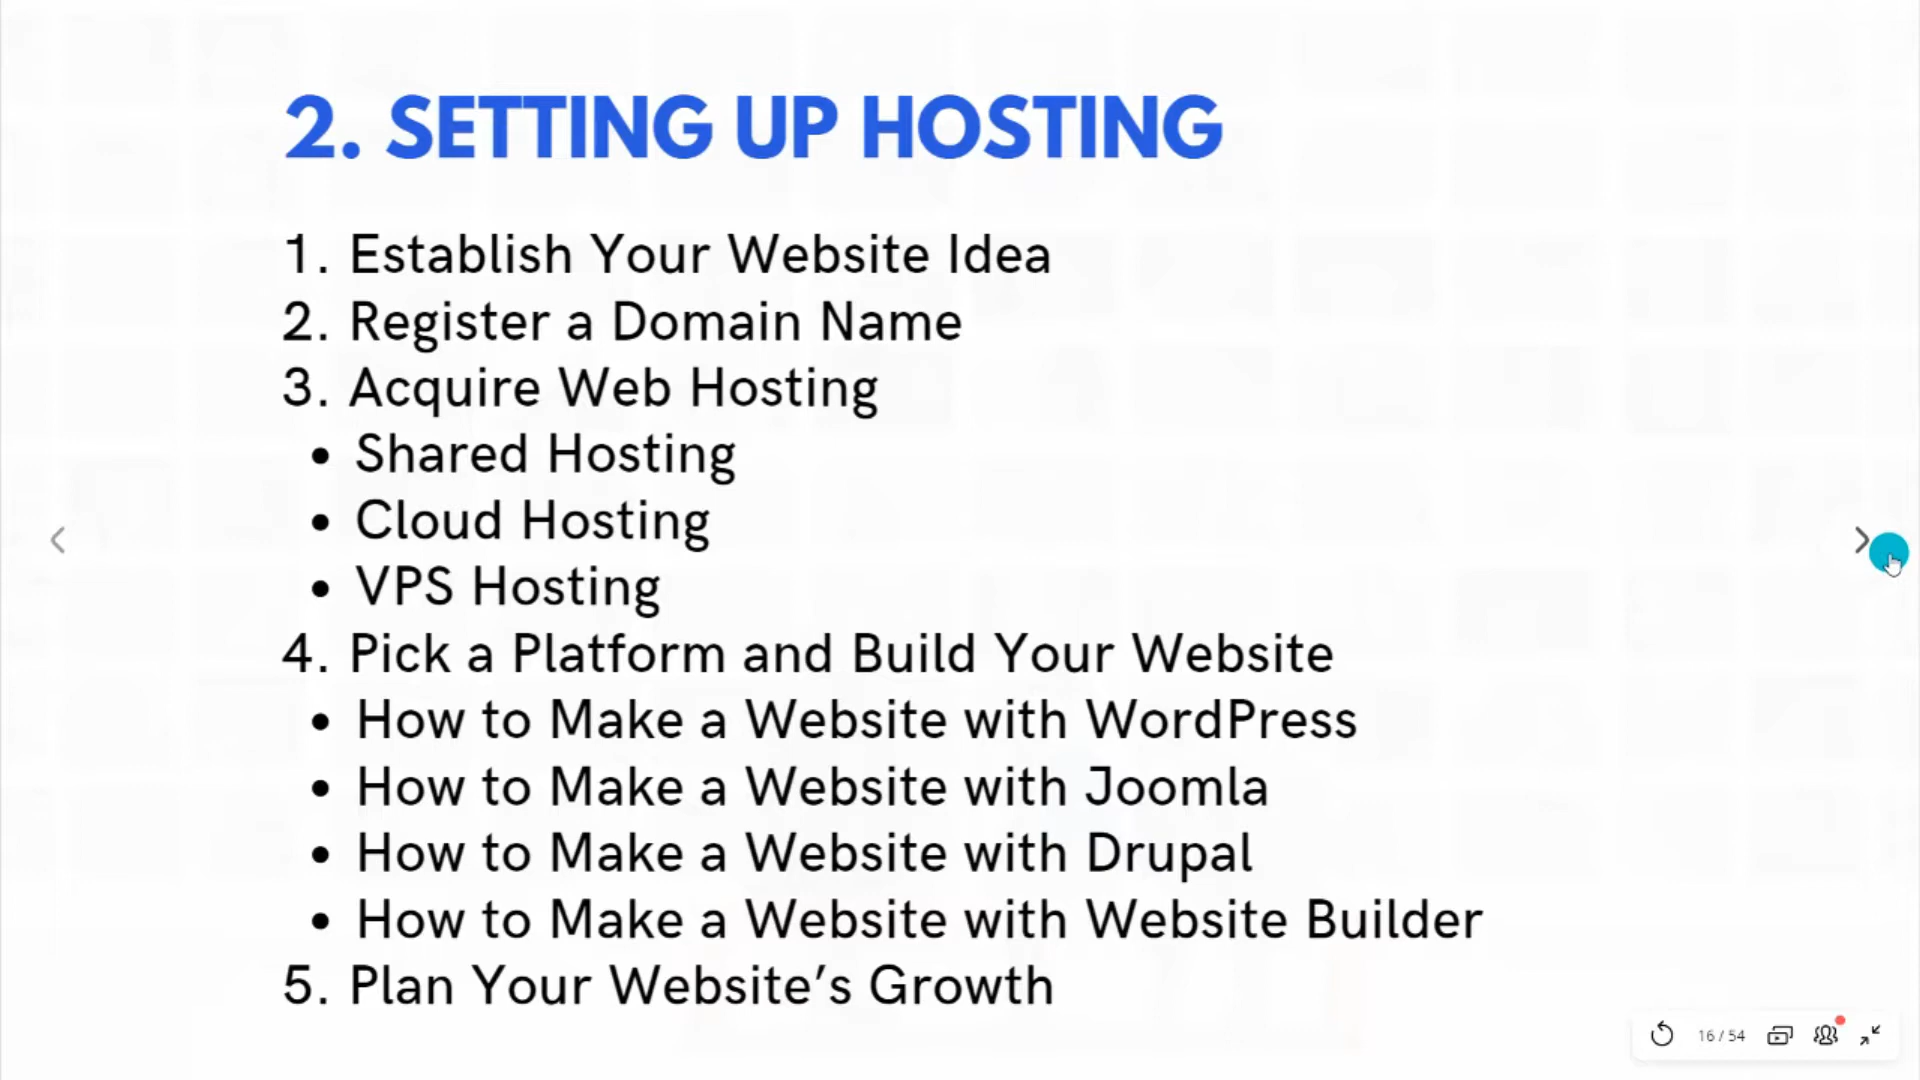 2. SETTING UP HOSTING
1. Establish Your Website Idea
2. Register a Domain Name
3. Acquire Web Hosting
• Shared Hosting
• Cloud Hosting
• VPS Hosting
4. Pick a Platform and Build Your Website
• How to Make a Website with WordPress
• How to Make a Website with Joomla
• How to Make a Website with Drupal
• How to Make a Website with Website Builder
5. Plan Your Website’s Growth
16 / 54